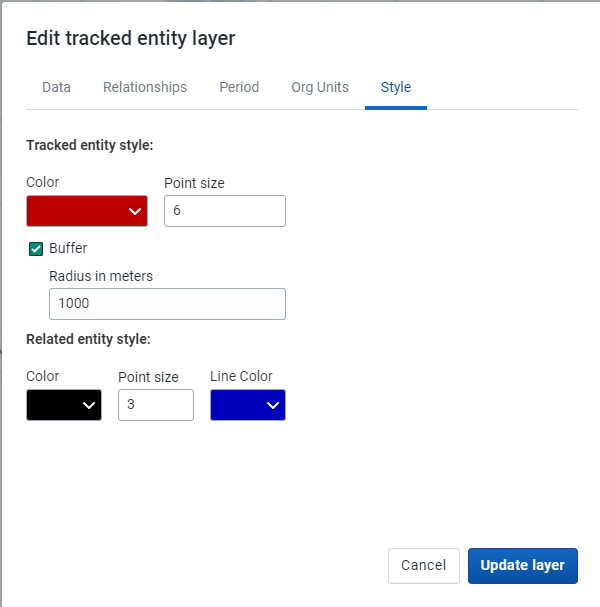 Edit tracked entity layer
Data Relationships Period Org Units Style
Tracked entity style:
Color Point size
6
Buffer
Radius in meters
1000
Related entity style:
Color Point size Line Color
3
Cancel Update layer